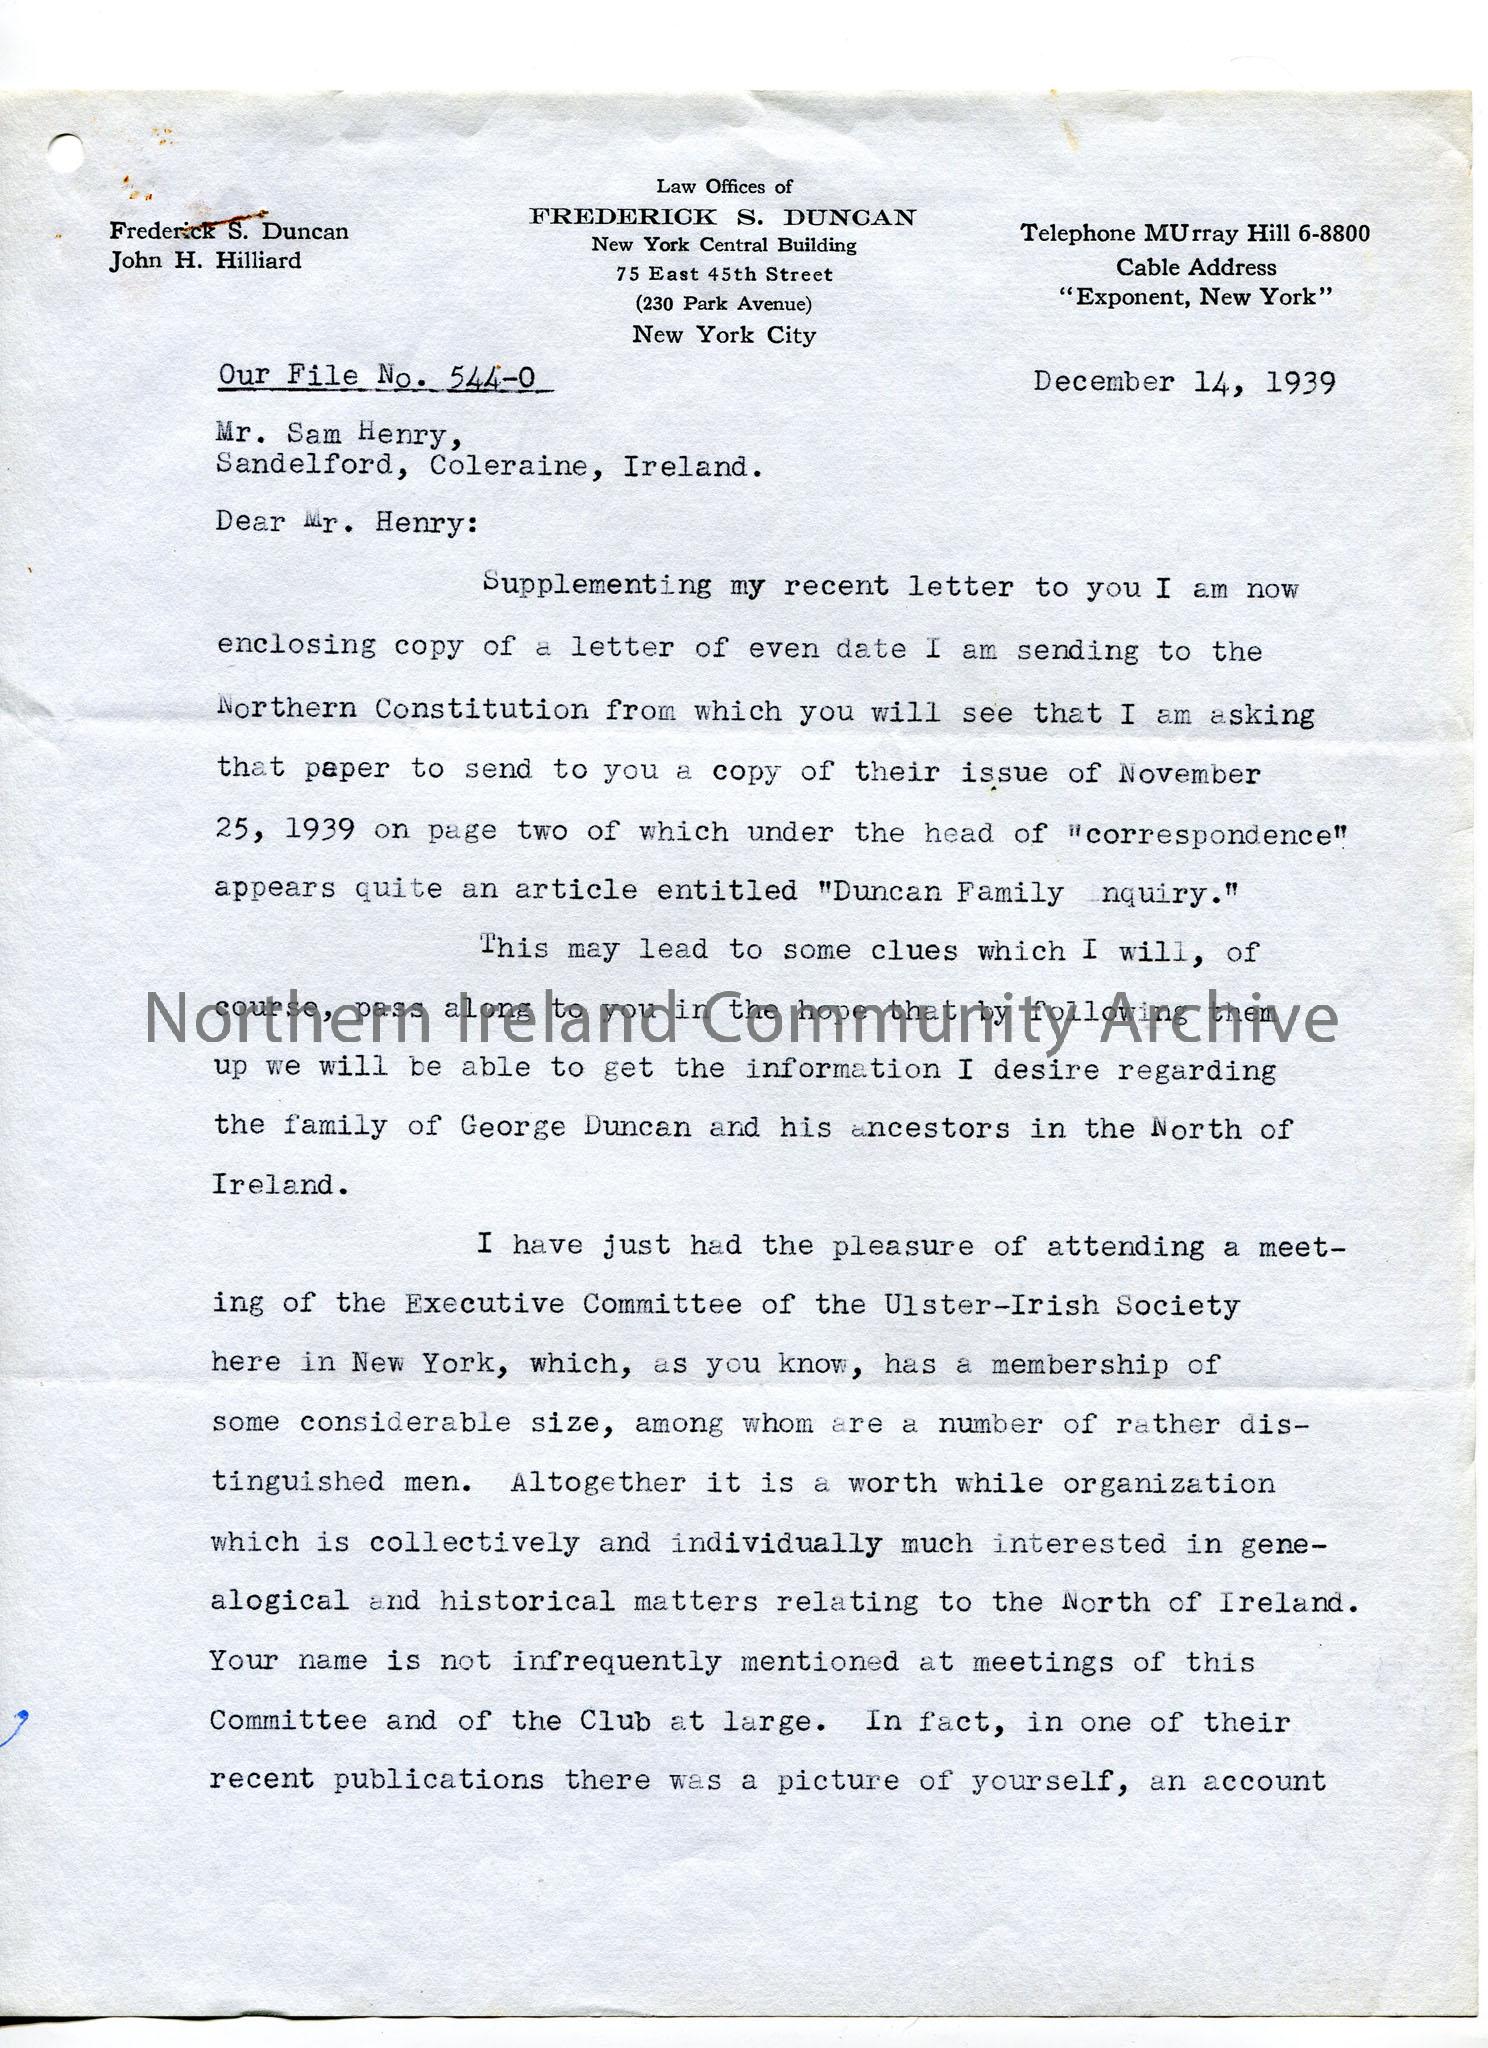 Law Offices of
FREDERICK S. DUNCAN
New York Central Building
75 East 45th Street
(230 Park Avenue)
New York City
Frederick S. Duncan
John H. Hilliard
Telephone MUrray Hill 6-8800
Cable Address
"Exponent, New York"
Our File No. 544-O
December 14, 1939
Mr. Sam Henry,
Sandelford, Coleraine, Ireland.
Dear Mr. Henry:
Supplementing my recent letter to you I am now
enclosing copy of a letter of even date I am sending to the
Northern Constitution from which you will see that I am asking
that paper to send to you a copy of their issue of November
25, 1939 on page two of which under the head of "correspondence"
appears quite an article entitled "Duncan Family nquiry."
This may lead to some clues which I will, of
course, pass along to you in the hope that by following them
Northern Ireland Community Archive
up we will be able to get the information I desire regarding
the family of George Duncan and his ancestors in the North of
Ireland.
I have just had the pleasure of attending a meet-
ing of the Executive Committee of the Ulster-Irish Society
here in New York, which, as you know, has a membership of
some considerable size, among whom are a number of rather dis-
tinguished men. Altogether it is a worth while organization
which is collectively and individually much interested in gene-
alogical and historical matters relating to the North of Ireland.
Your name is not infrequently mentioned at meetings of this
Committee and of the Club at large. In fact, in one of their
recent publications there was a picture of yourself, an account